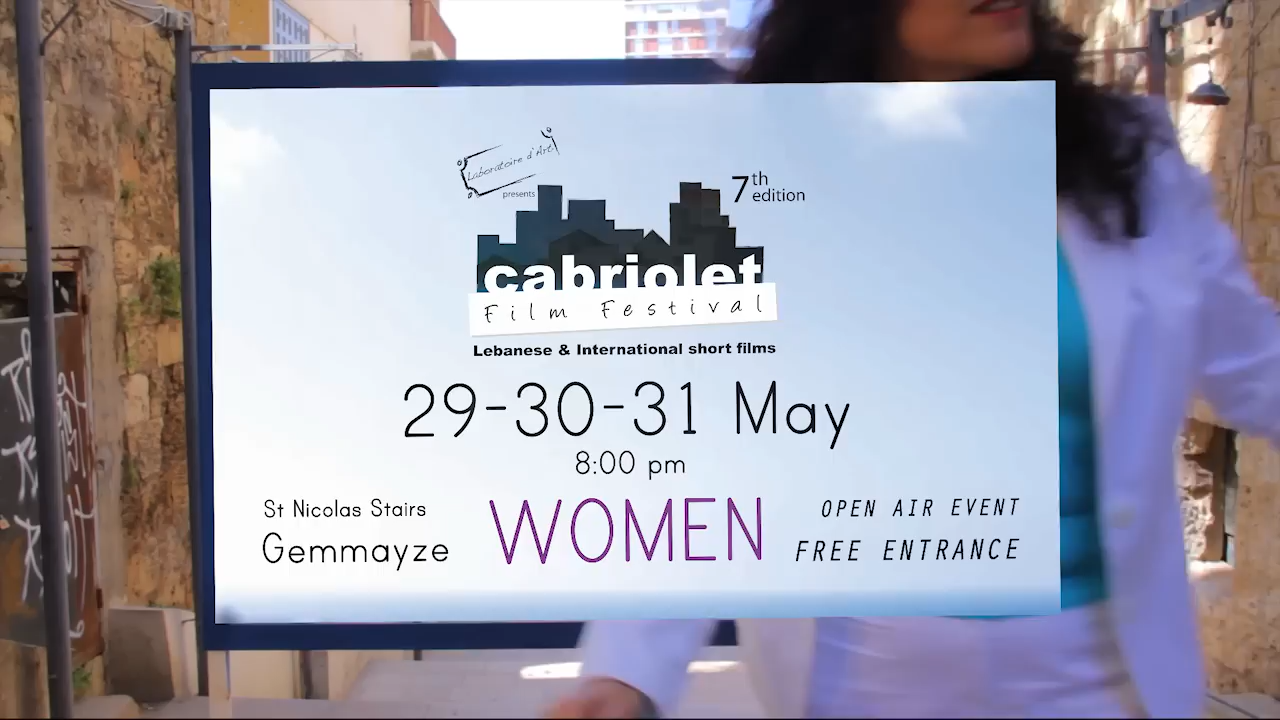 Laboratoire d'Art
presents
7th
edition
cabriolet
Film Festival
Lebanese & International short films
29-30-31 May
8:00 pm
St Nicolas Stairs
Gemmayze
WOMEN
OPEN AIR EVENT
FREE ENTRANCE